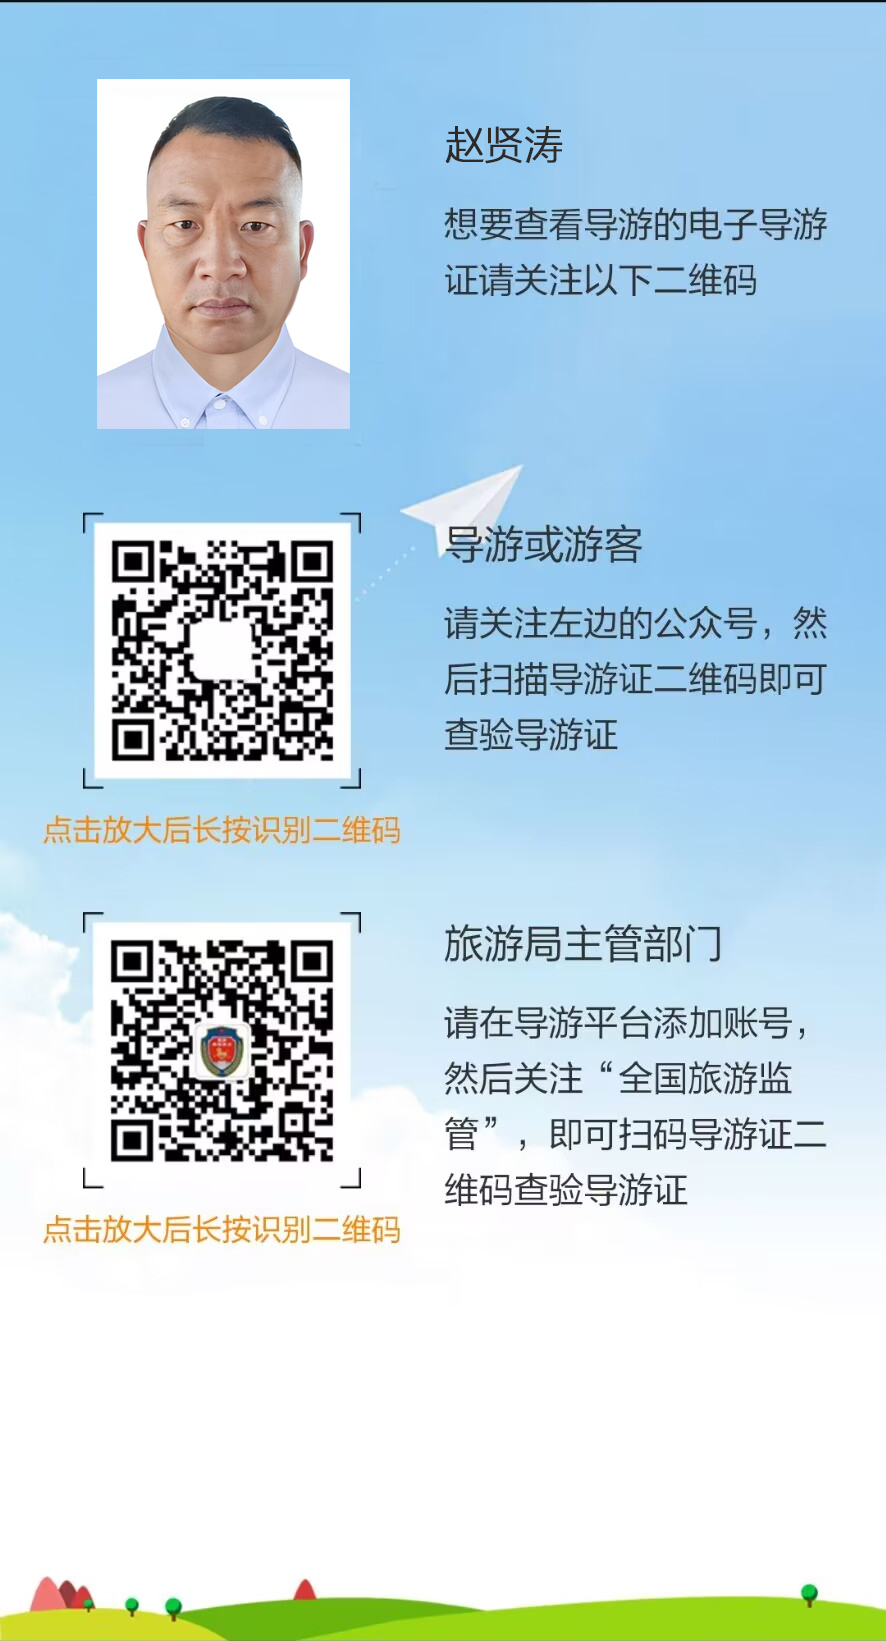 赵贤涛
想要查看导游的电子导游
证请关注以下二维码
导游或游客
请关注左边的公众号，然
后扫描导游证二维码即可
查验导游证
点击放大后长按识别二维码
旅游局主管部门
请在导游平台添加账号，
然后关注“全国旅游监
管”，即可扫码导游证二
维码查验导游证
点击放大后长按识别二维码